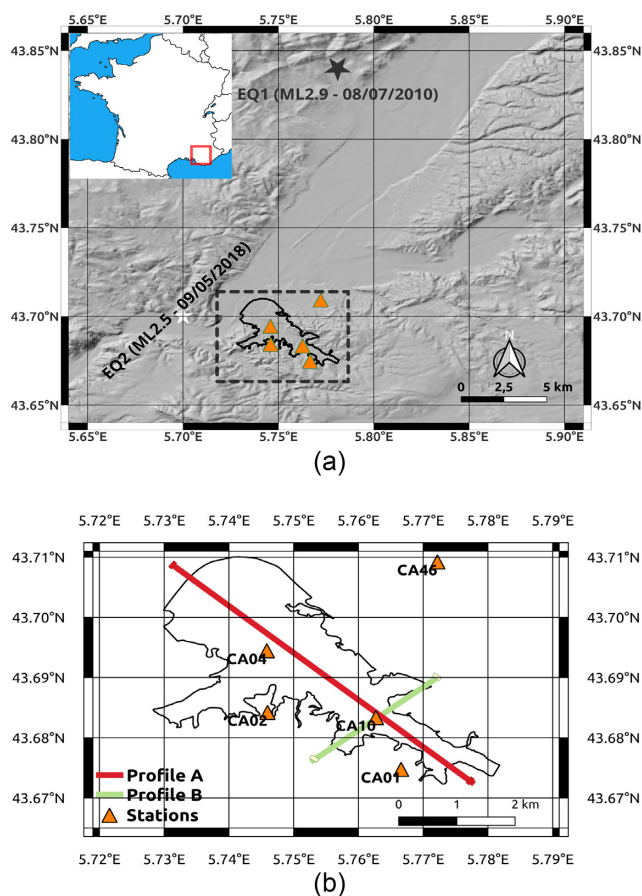 5.65°E 5.70°E 5.75°E 5.80°E 5.85°E 5.90°E
43.85°N 43.85°N
EQ1 (ML2.9 - 08/07/2010)
43.80°N 43.80°N
43.75°N 43.75°N
EQ2 (ML2.5 - 09/05/2018)
43.70°N 43.70°N
N
0 2,5 5 km
43.65°N 43.65°N
5.65°E 5.70°E 5.75°E 5.80°E 5.85°E 5.90°E
(a)
5.72°E 5.73°E 5.74°E 5.75°E 5.76°E 5.77°E 5.78°E 5.79°E
43.71°N 43.71°N
CA46
43.70°N 43.70°N
CA04
43.69°N 43.69°N
CA02 CA10
43.68°N 43.68°N
CA01
Profile A
43.67°N Profile B 0 1 2 km 43.67°N
Stations
5.72°E 5.73°E 5.74°E 5.75°E 5.76°E 5.77°E 5.78°E 5.79°E
(b)